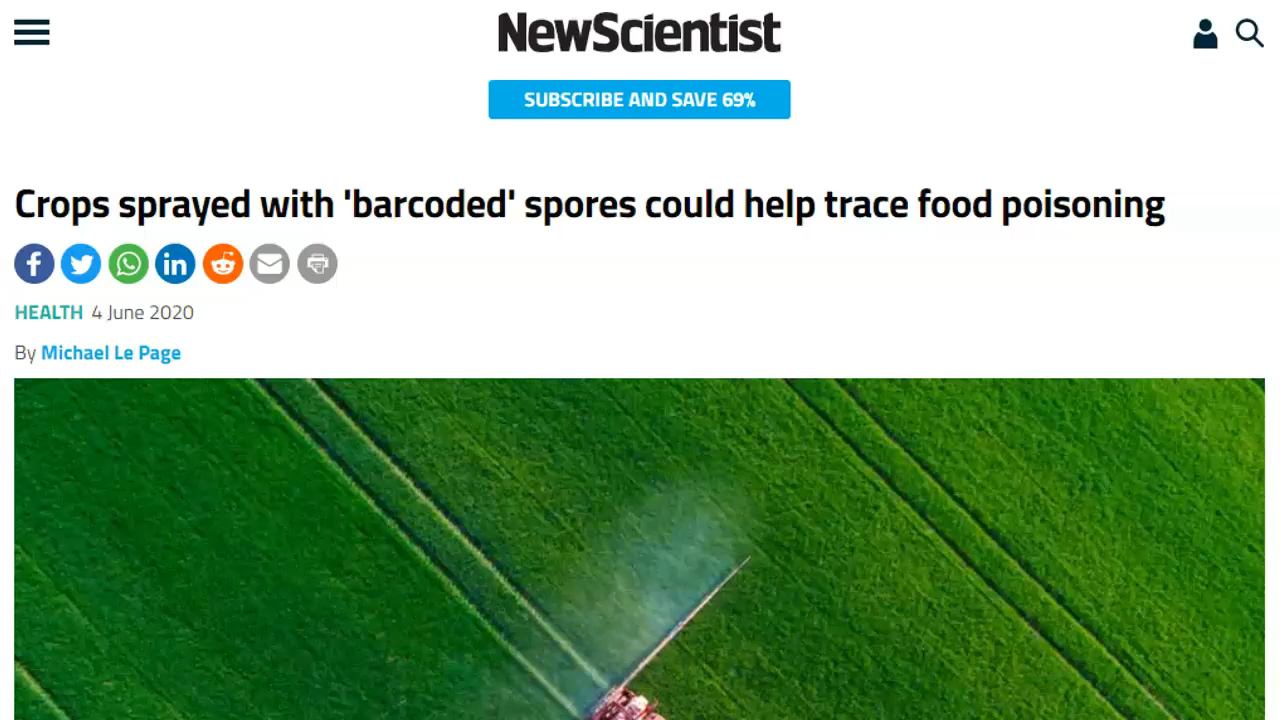 NewScientist
SUBSCRIBE AND SAVE 69%
Crops sprayed with 'barcoded' spores could help trace food poisoning
HEALTH 4 June 2020
By Michael Le Page